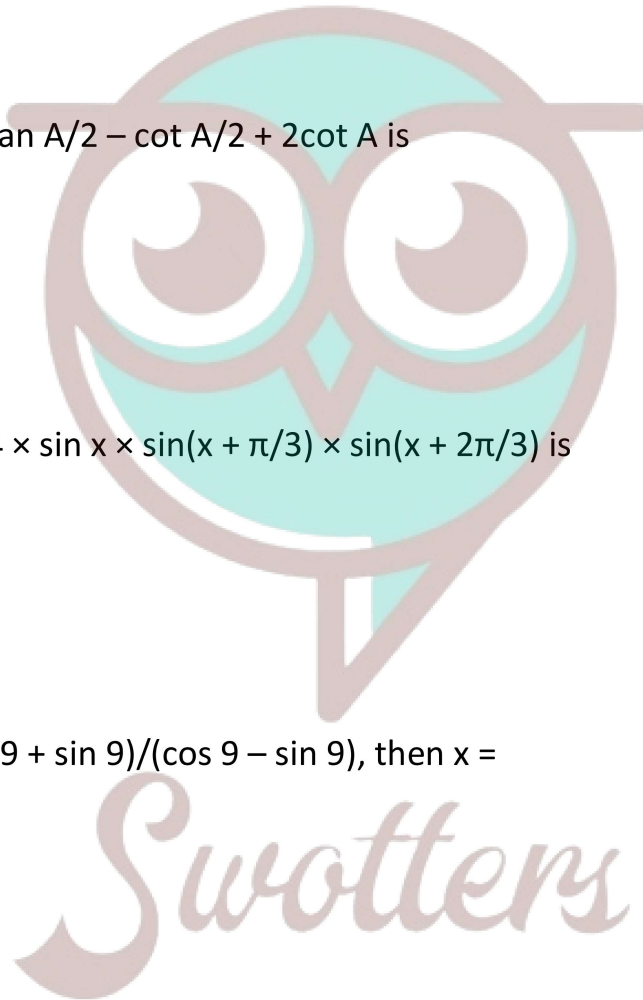 an A/2 – cot A/2 + 2cot A is
× sin x × sin(x + π/3) × sin(x + 2π/3) is
9 + sin 9)/(cos 9 – sin 9), then x =
Swotters